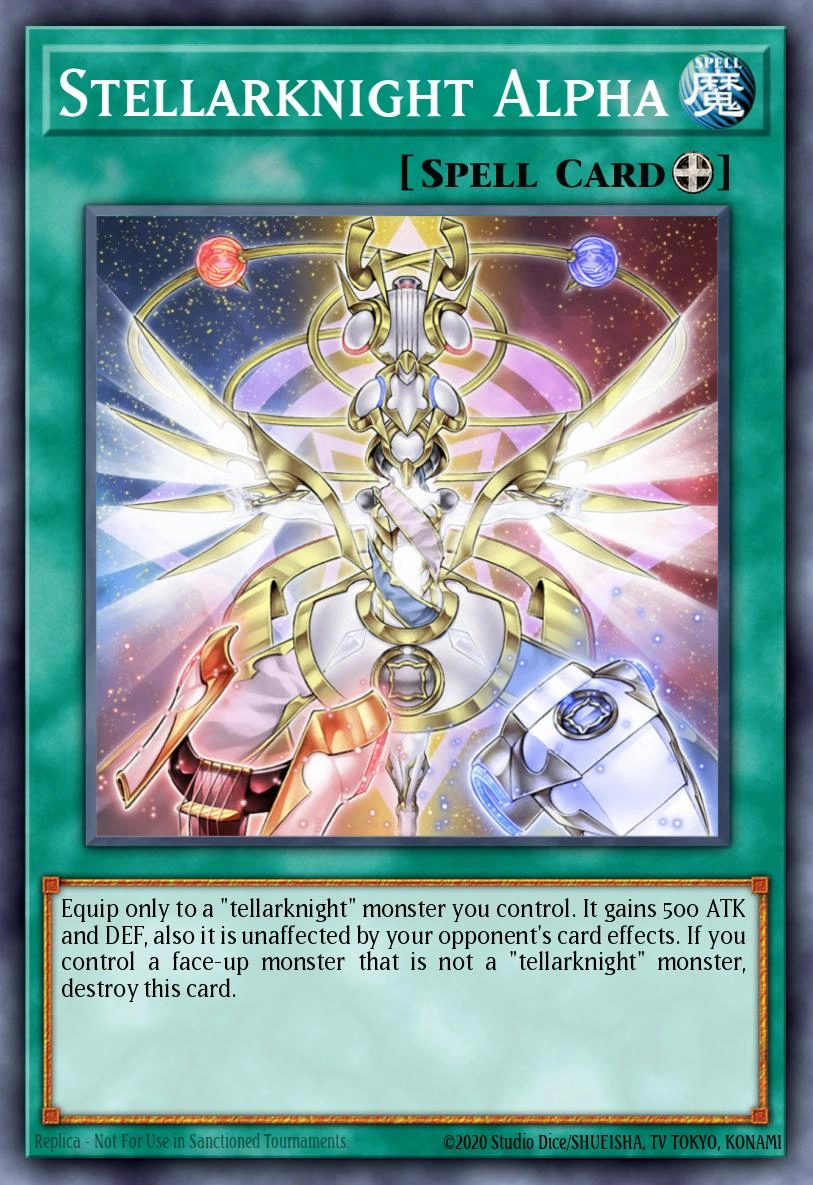 Stellarknight Alpha
SPELL
魔
[Spell Card]
Equip only to a "tellarknight" monster you control. It gains 500 ATK
and DEF, also it is unaffected by your opponent's card effects. If you
control a face-up monster that is not a "tellarknight" monster,
destroy this card.
Replica - Not For Use in Sanctioned Tournaments.
©2020 Studio Dice/SHUEISHA, TV TOKYO, KONAMI